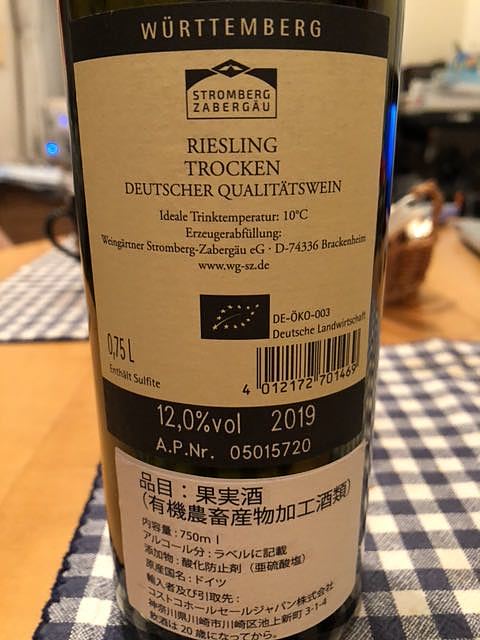 WÜRTTEMBERG
STROMBERG
ZABERGÄU
RIESLING
TROCKEN
DEUTSCHER QUALITÄTSWEIN
Ideale Trinktemperatur: 10°C
Erzeugerabfüllung:
Weingärtner Stromberg-Zabergäu eG · D-74336 Brackenheim
www.wg-sz.de
DE-ÖKO-003
Deutsche Landwirtschaft
0,75 L
Enthält Sulfite
4 012172 701469
12,0%vol 2019
A.P.Nr. 05015720
品目：果実酒
（有機農畜産物加工酒類）
内容量：750ｍｌ
アルコール分：ラベルに記載
添加物：酸化防止剤（亜硫酸塩）
原産国名：ドイツ
輸入者及び引取先：
コストコホールセールジャパン株式会社
神奈川県川崎市川崎区池上新町3-1-4
飲酒は20歳になってから。